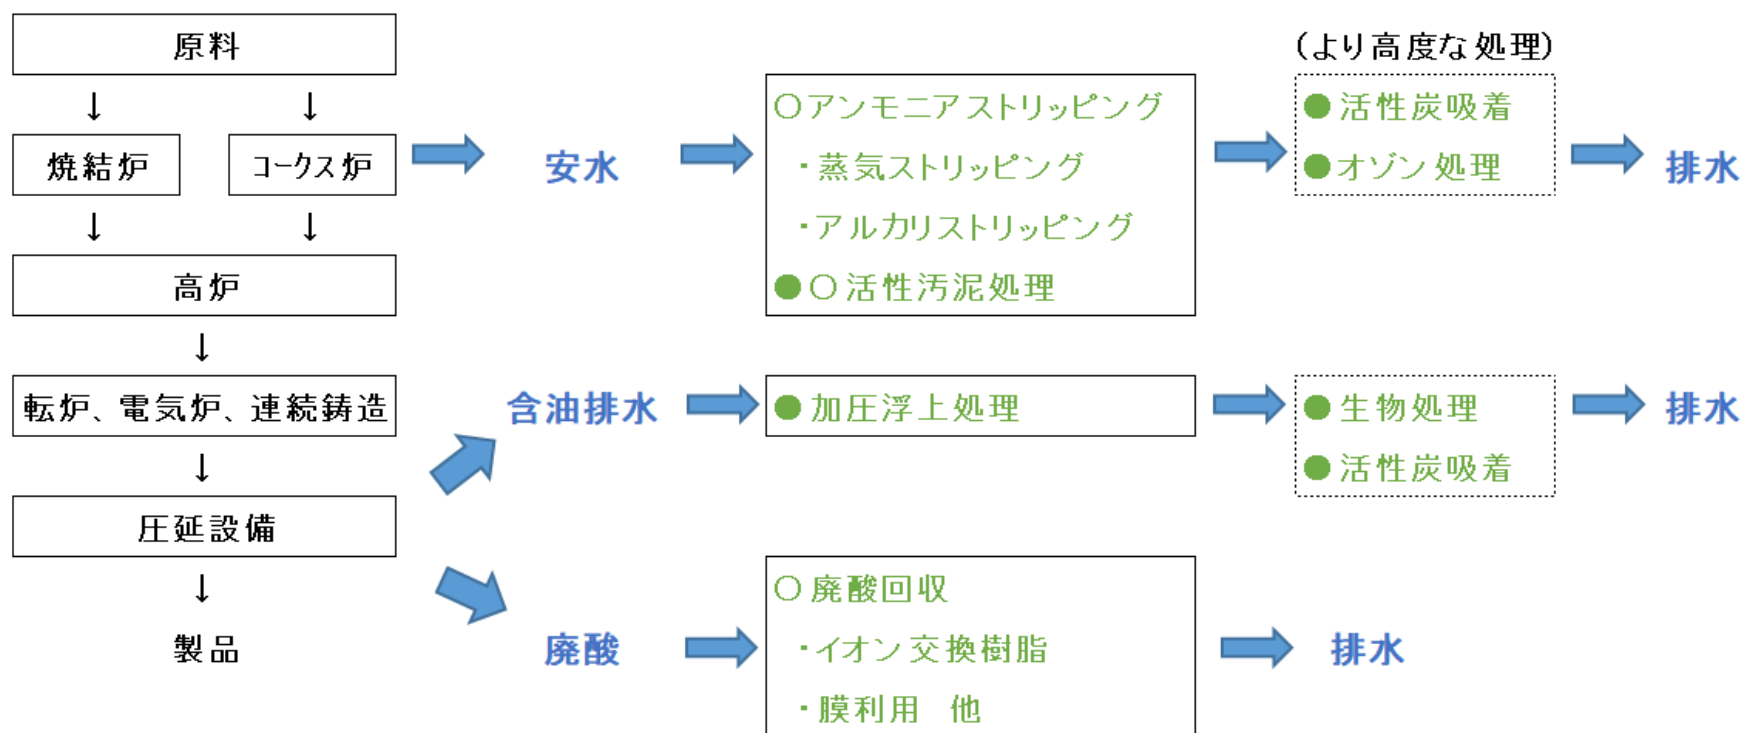 原料
↓ ↓
焼結炉 コークス炉
↓ ↓
高炉
↓
転炉、電気炉、連続鋳造
↓
圧延設備
↓
製品
安水
○アンモニアストリッピング
・蒸気ストリッピング
・アルカリストリッピング
●○活性汚泥処理
(より高度な処理)
●活性炭吸着
●オゾン処理
排水
含油排水
●加圧浮上処理
●生物処理
●活性炭吸着
排水
廃酸
○廃酸回収
・イオン交換樹脂
・膜利用 他
排水